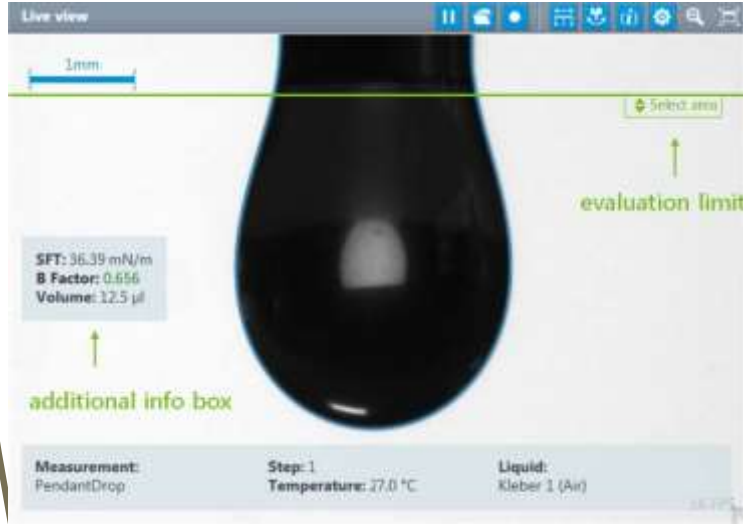 Live view
1mm
Select area
evaluation limit
SFT: 36.39 mN/m
B Factor: 0.656
Volume: 12.5 µl
additional info box
Measurement: Step: 1 Liquid:
PendantDrop Temperature: 27.0 °C Kleber 1 (Air)